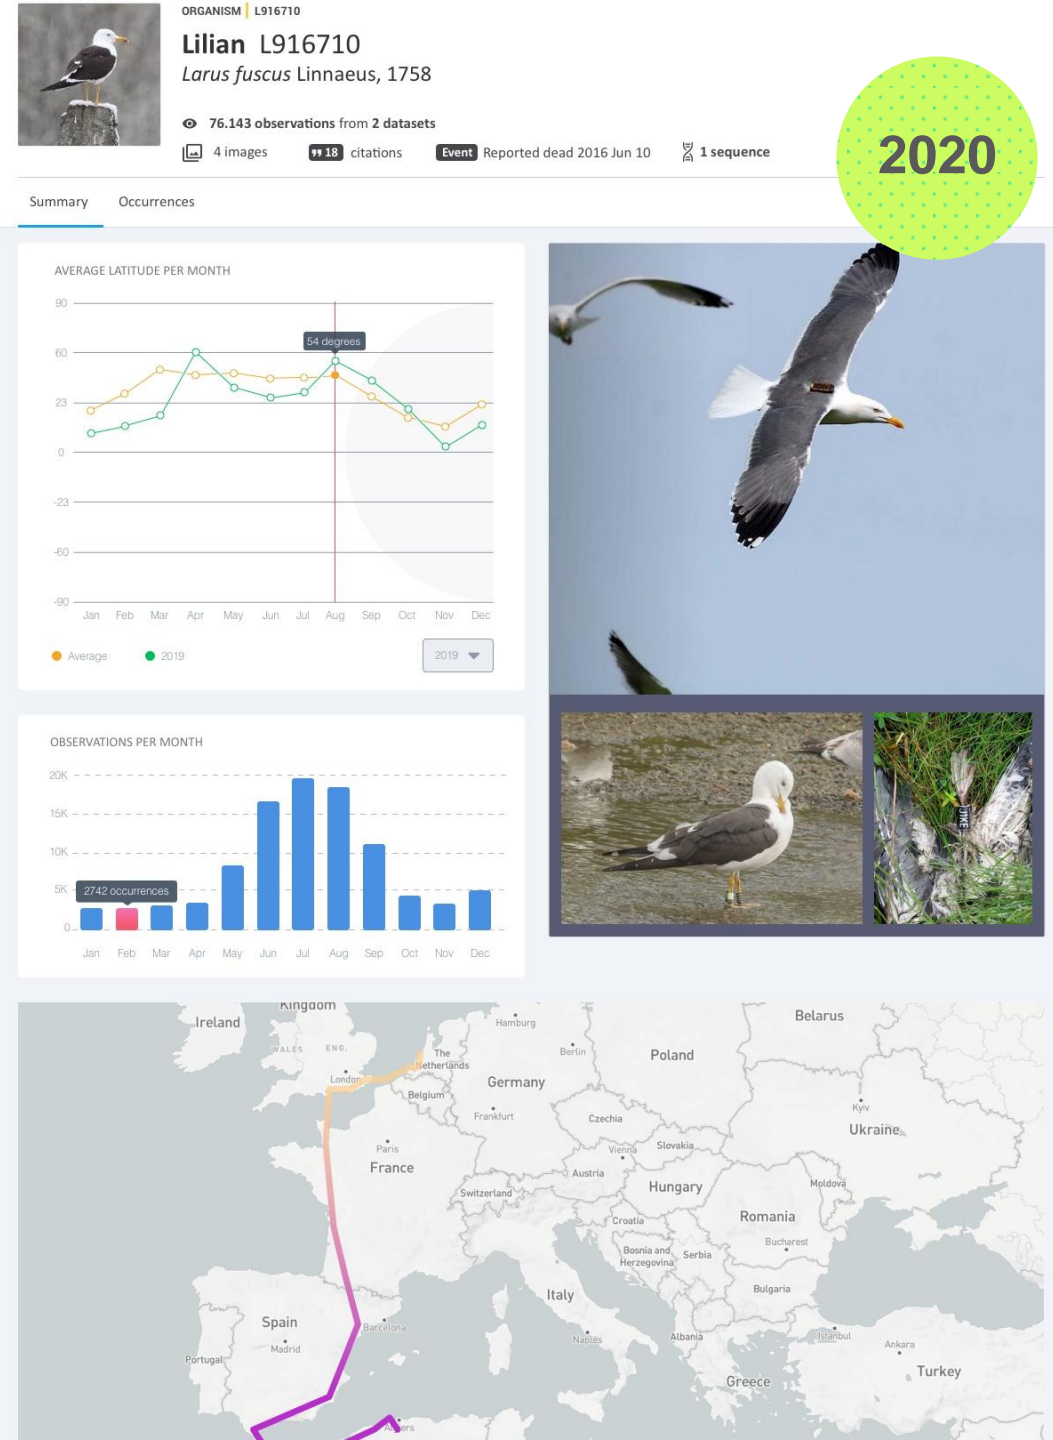 ORGANISM | L916710
Lilian L916710
Larus fuscus Linnaeus, 1758
76.143 observations from 2 datasets
4 images
18 citations
Event Reported dead 2016 Jun 10
1 sequence
2020
Summary
Occurrences
AVERAGE LATITUDE PER MONTH
90
60
23
0
-23
-60
-90
54 degrees
Jan Feb Mar Apr May Jun Jul Aug Sep Oct Nov Dec
Average
2019
2019
OBSERVATIONS PER MONTH
20K
15K
10K
5K
0
2742 occurrences
Jan Feb Mar Apr May Jun Jul Aug Sep Oct Nov Dec
Kingdom
Ireland
WALES
ENG.
London
The
Netherlands
Hamburg
Berlin
Poland
Belarus
Germany
Belgium
Frankfurt
Czechia
Kyiv
Ukraine
Paris
France
Vienna
Slovakia
Austria
Switzerland
Hungary
Moldova
Croatia
Romania
Bucharest
Bosnia and
Herzegovina
Serbia
Bulgaria
Italy
Spain
Madrid
Barcelona
Naples
Albania
Istanbul
Ankara
Portugal
Greece
Turkey